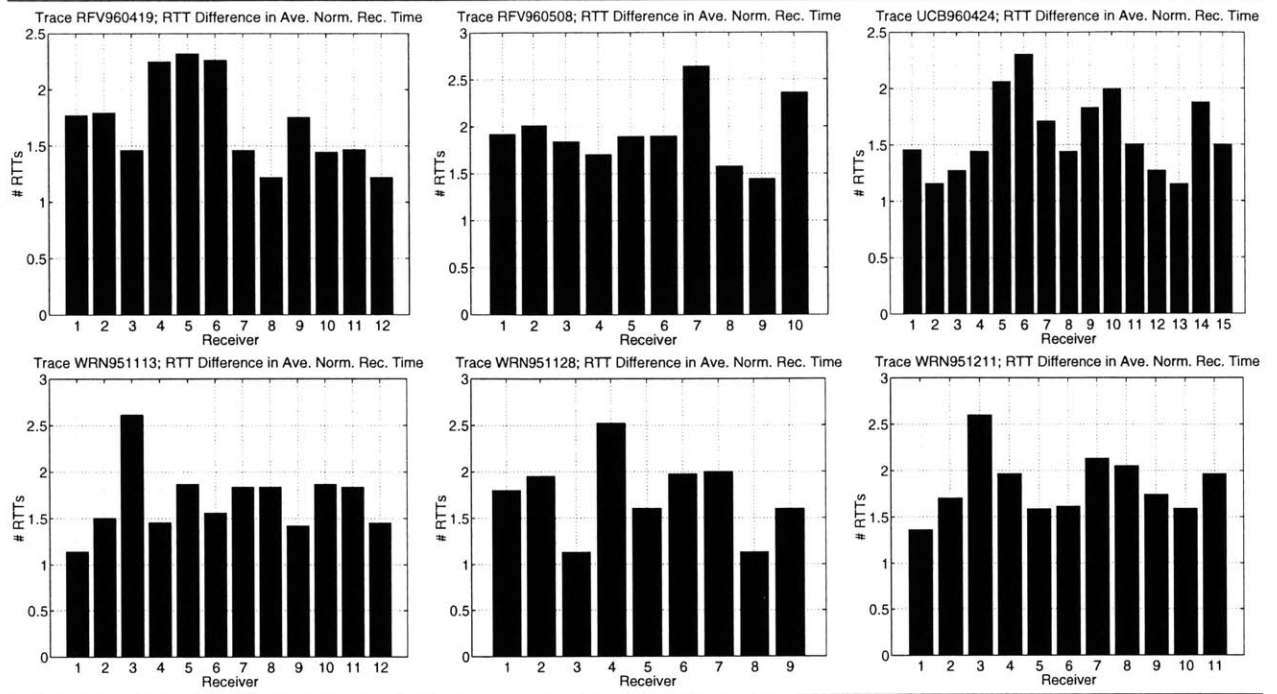 Trace RFV960419; RTT Difference in Ave. Norm. Rec. Time
2.5
2
1.5
1
0.5
0
# RTTs
1 2 3 4 5 6 7 8 9 10 11 12
Receiver
Trace RFV960508; RTT Difference in Ave. Norm. Rec. Time
3
2.5
2
1.5
1
0.5
0
# RTTs
1 2 3 4 5 6 7 8 9 10
Receiver
Trace UCB960424; RTT Difference in Ave. Norm. Rec. Time
2.5
2
1.5
1
0.5
0
# RTTs
1 2 3 4 5 6 7 8 9 10 11 12 13 14 15
Receiver
Trace WRN951113; RTT Difference in Ave. Norm. Rec. Time
3
2.5
2
1.5
1
0.5
0
# RTTs
1 2 3 4 5 6 7 8 9 10 11 12
Receiver
Trace WRN951128; RTT Difference in Ave. Norm. Rec. Time
3
2.5
2
1.5
1
0.5
0
# RTTs
1 2 3 4 5 6 7 8 9
Receiver
Trace WRN951211; RTT Difference in Ave. Norm. Rec. Time
3
2.5
2
1.5
1
0.5
0
# RTTs
1 2 3 4 5 6 7 8 9 10 11
Receiver